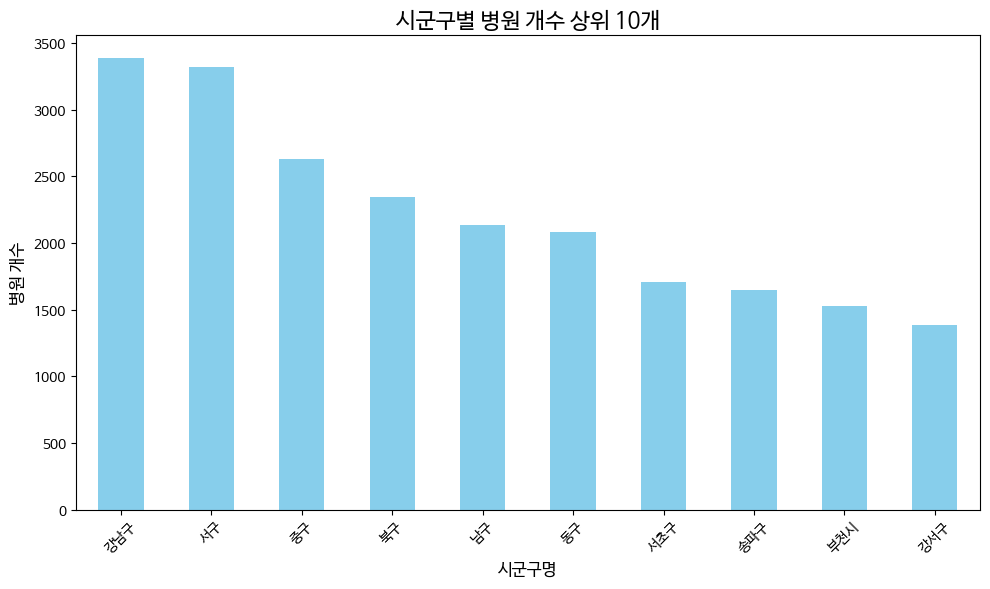 시군구별 병원 개수 상위 10개
병원 개수
3500
3000
2500
2000
1500
1000
500
0
강남구
서구
중구
북구
남구
동구
서초구
송파구
부천시
강서구
시군구명